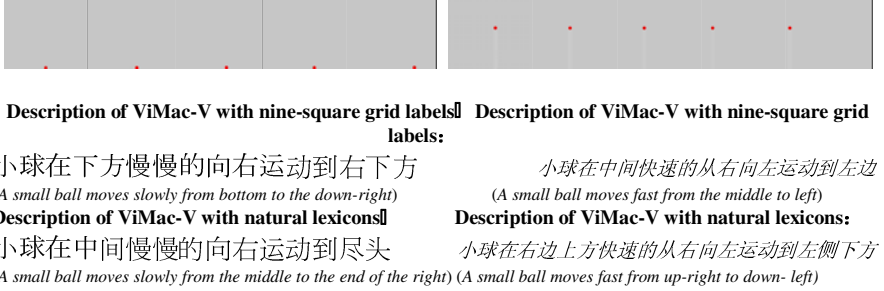 Description of ViMac-V with nine-square grid labels Description of ViMac-V with nine-square grid
labels：
小球在下方慢慢的向右运动到右下方 小球在中间快速的从右向左运动到左边
A small ball moves slowly from bottom to the down-right) (A small ball moves fast from the middle to left)
Description of ViMac-V with natural lexicons Description of ViMac-V with natural lexicons：
小球在中间慢慢的向右运动到尽头 小球在右边上方快速的从右向左运动到左侧下方
A small ball moves slowly from the middle to the end of the right) (A small ball moves fast from up-right to down- left)